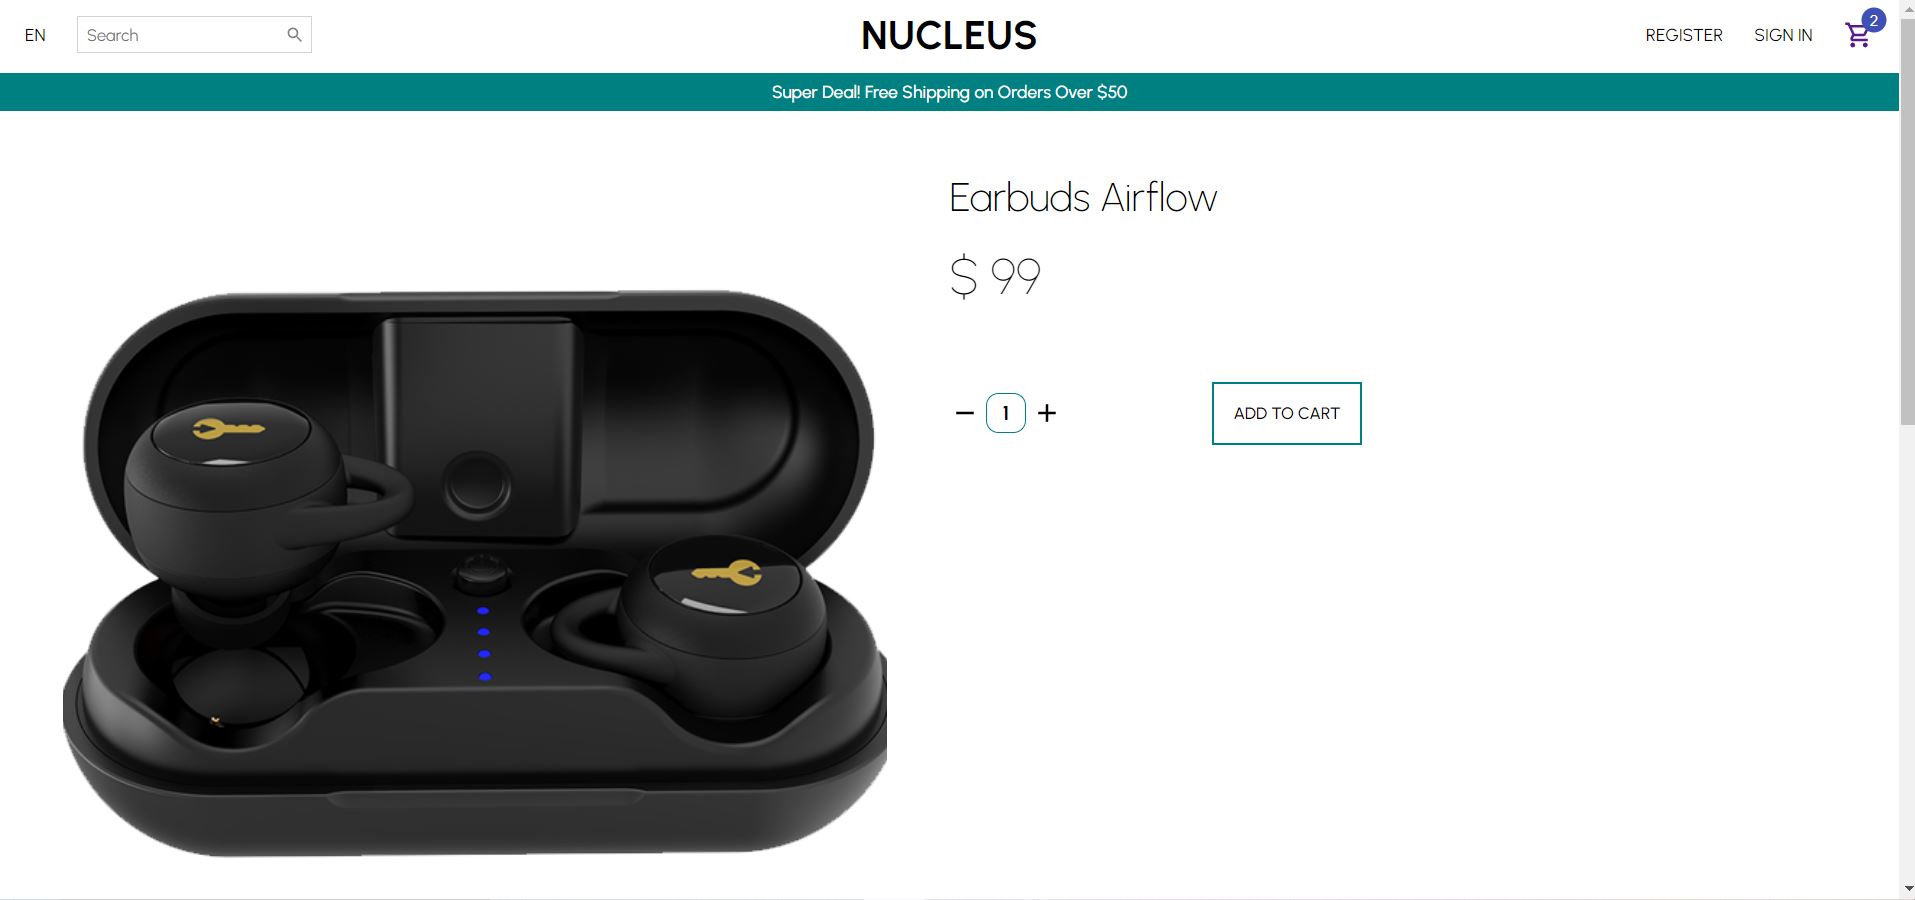 EN
Search
NUCLEUS
REGISTER
SIGN IN
2
Super Deal! Free Shipping on Orders Over $50
Earbuds Airflow
$ 99
− 1 +
ADD TO CART